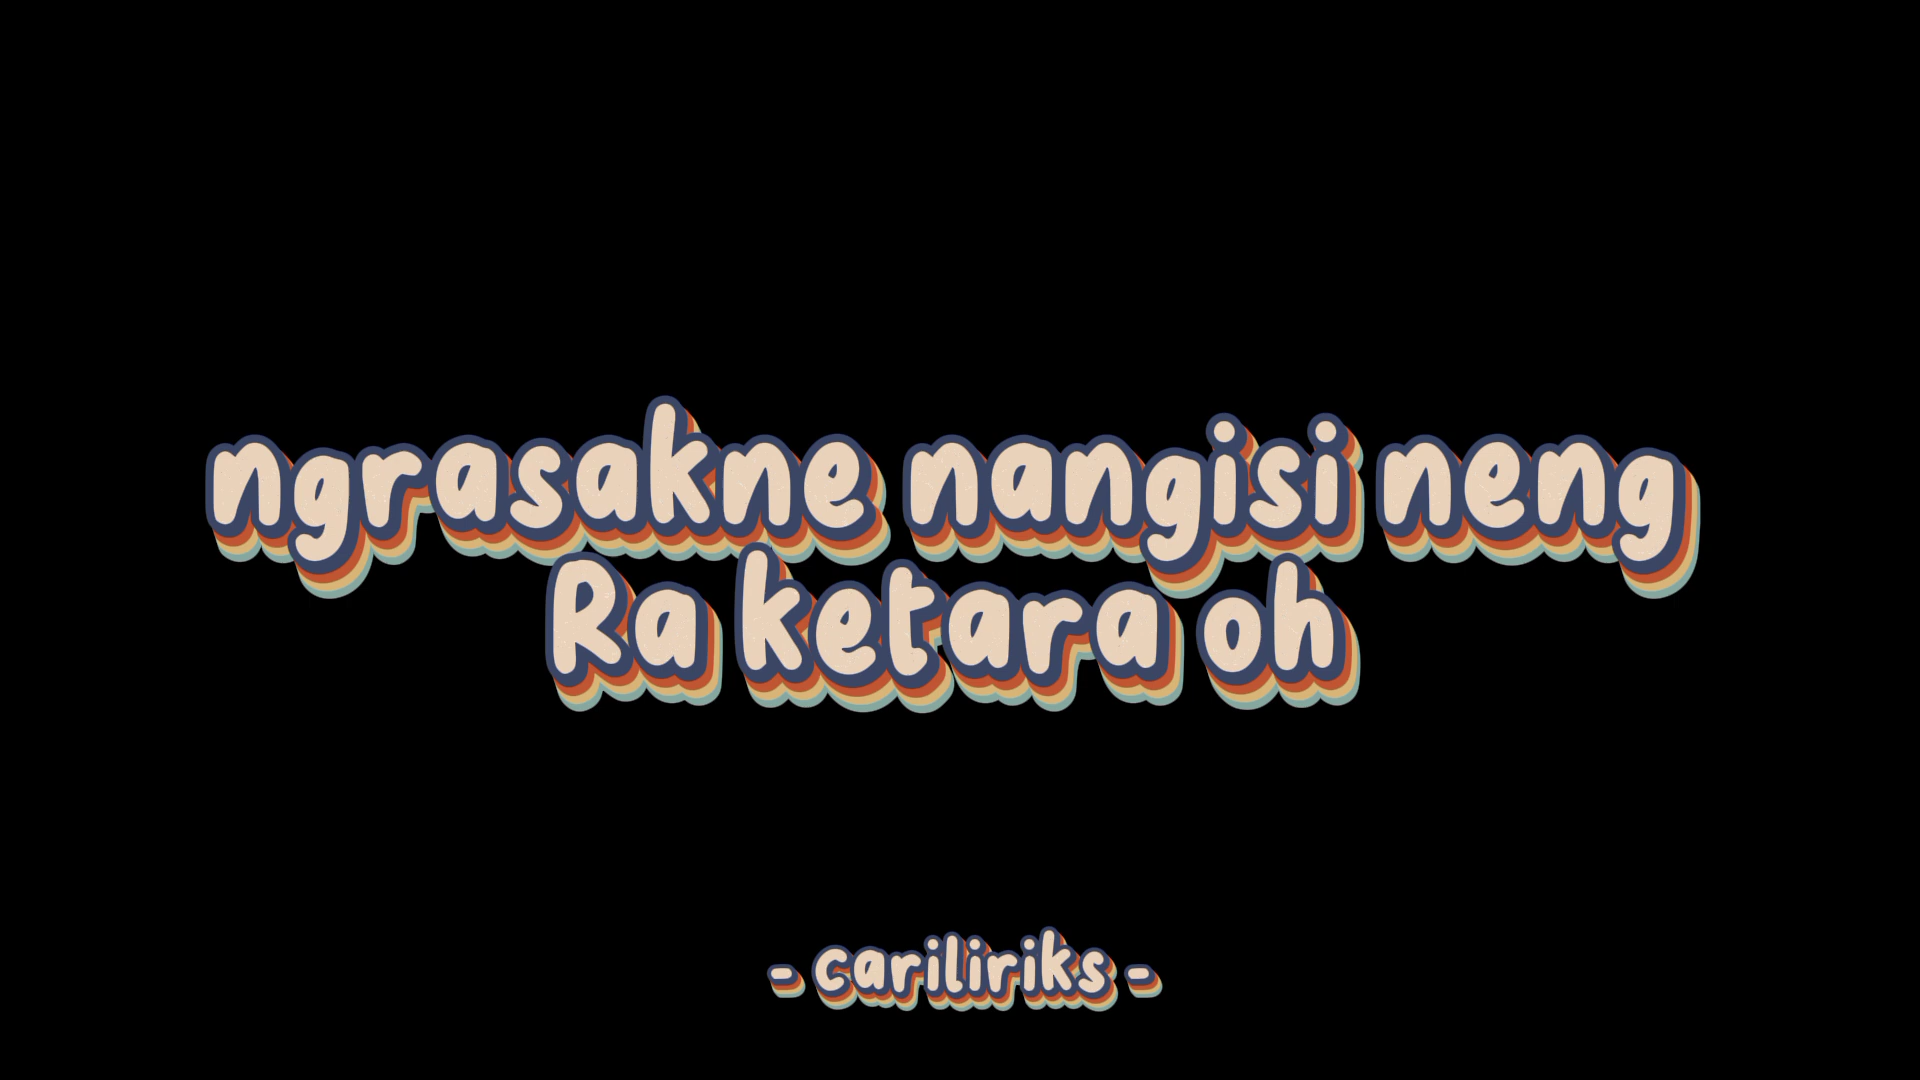 ngrasakne nangisi neng
Ra ketara oh
- cariliriks -